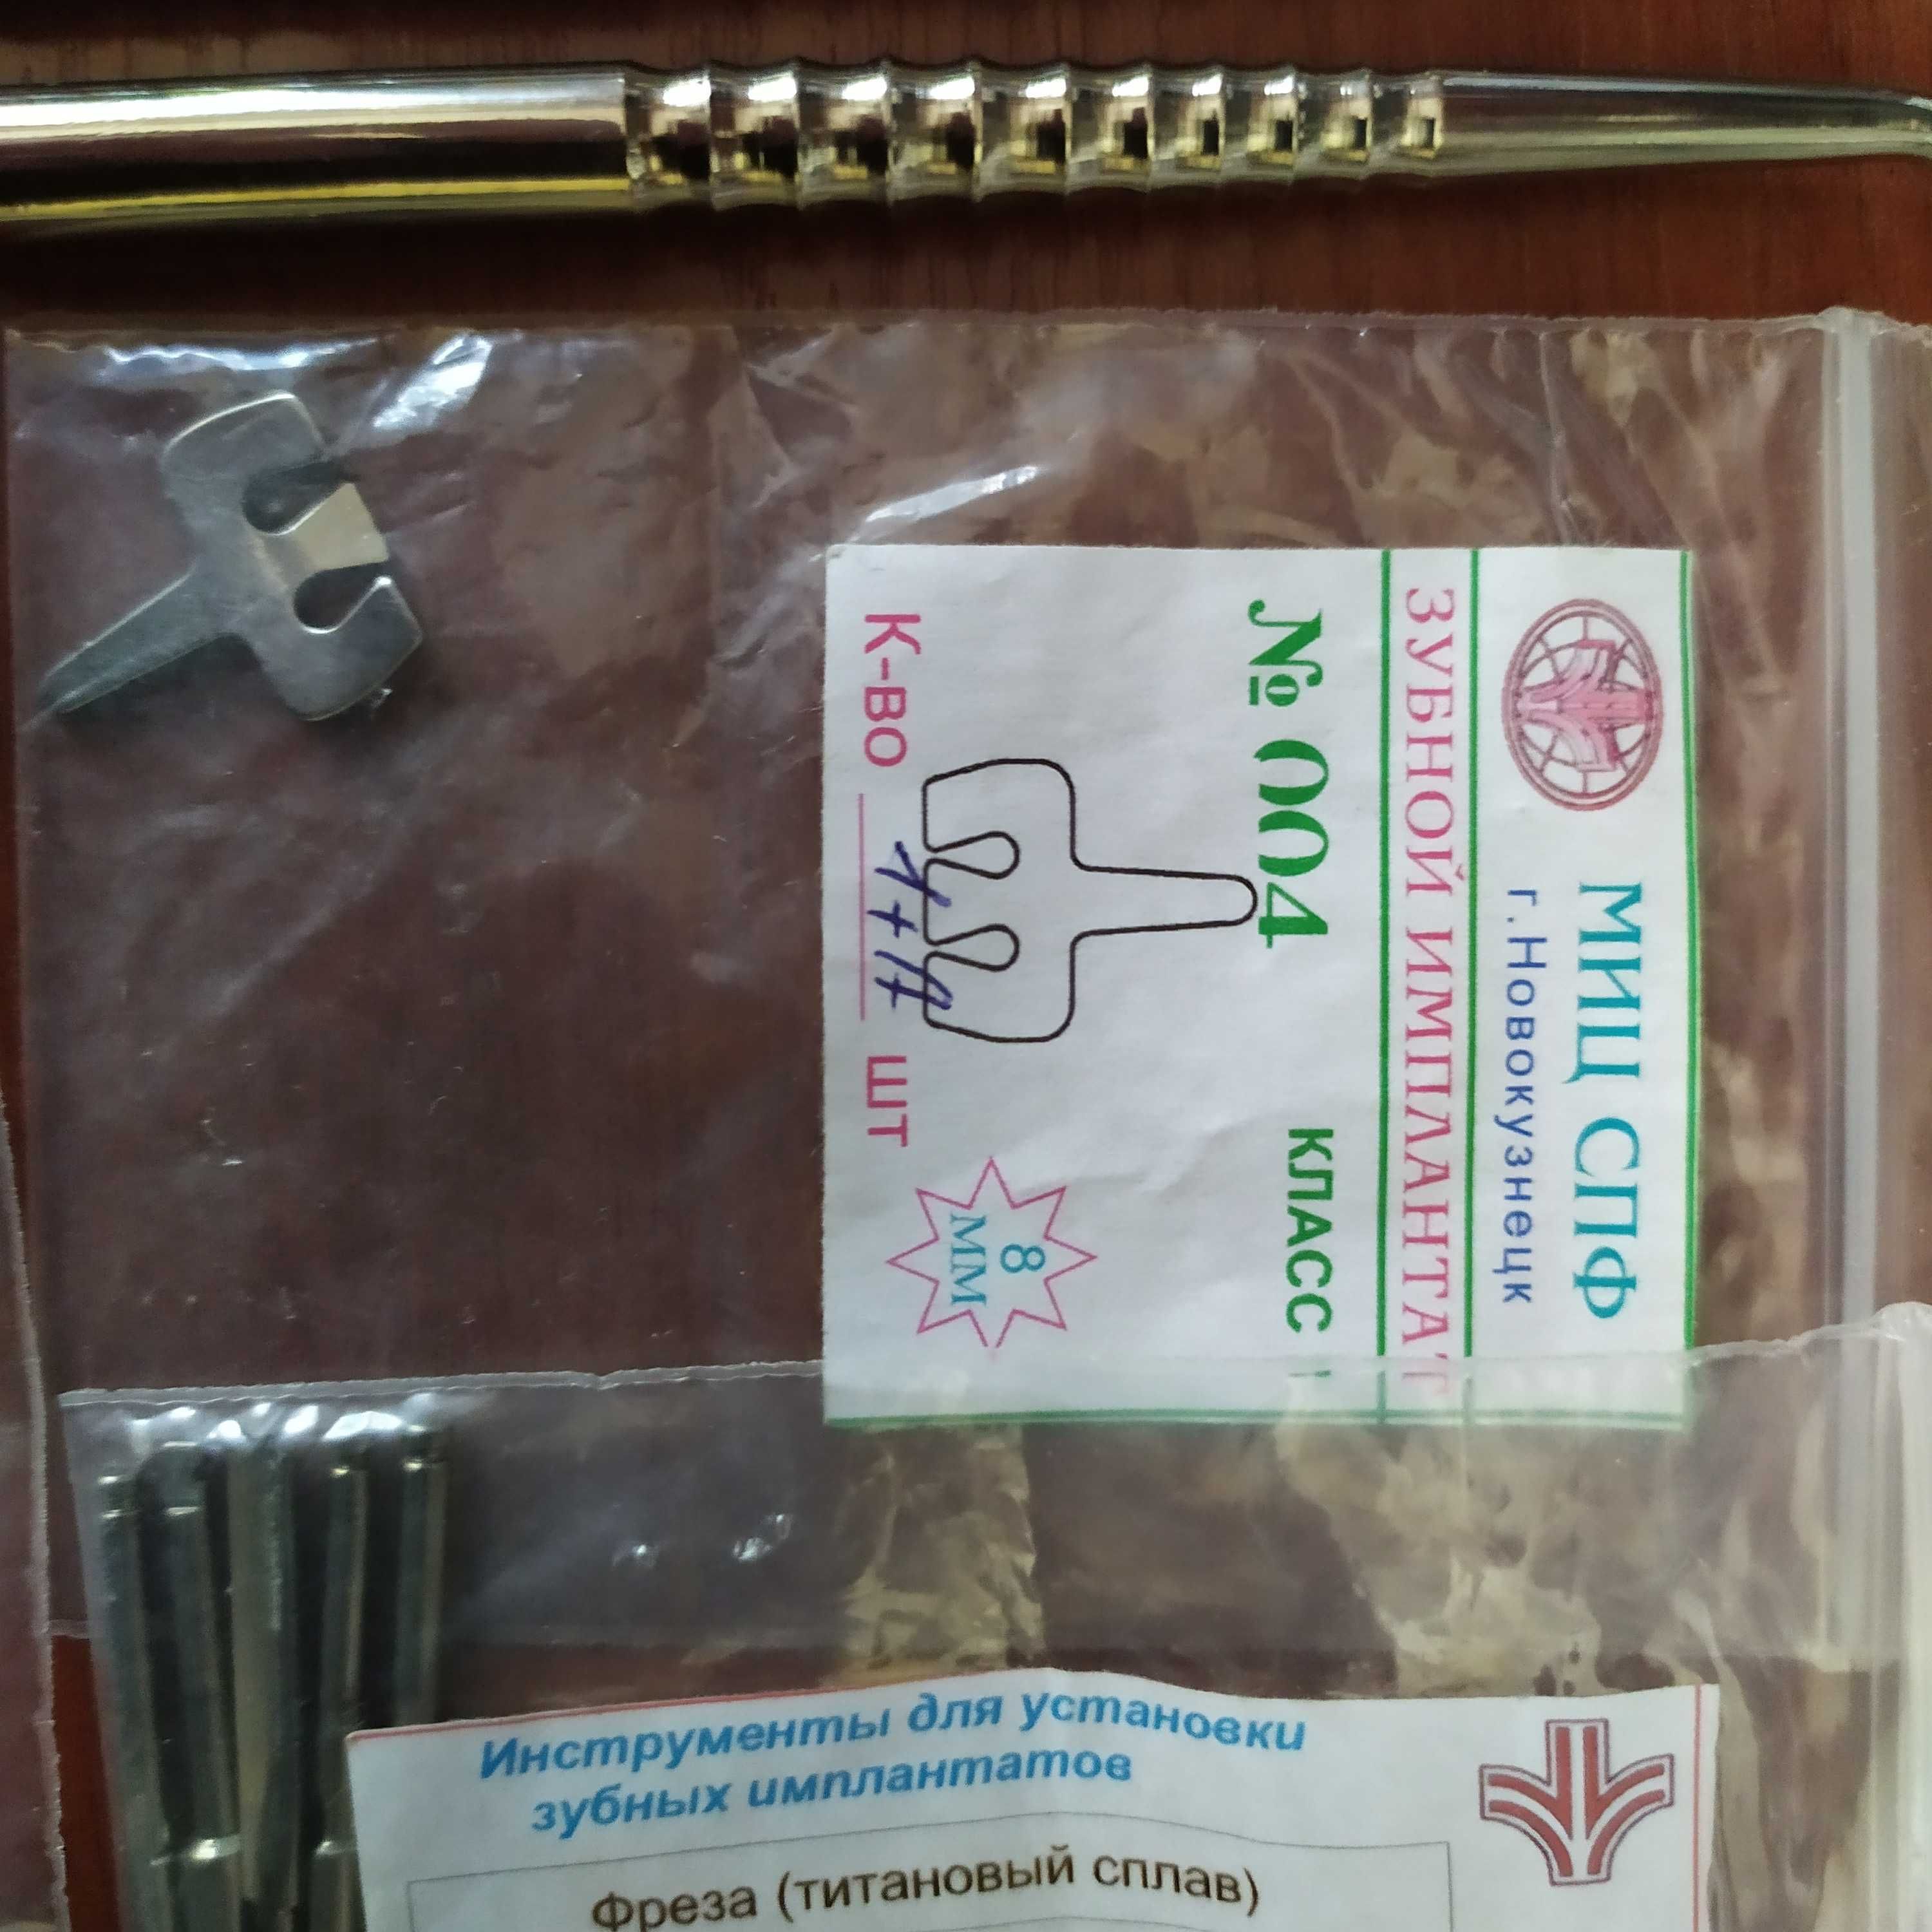 МИЦ СПФ
г. Новокузнецк
ЗУБНОЙ ИМПЛАНТАТ
№ 004 КЛАСС
8
ММ
К-ВО ШТ
Инструменты для установки
зубных имплантатов
Фреза (титановый сплав)